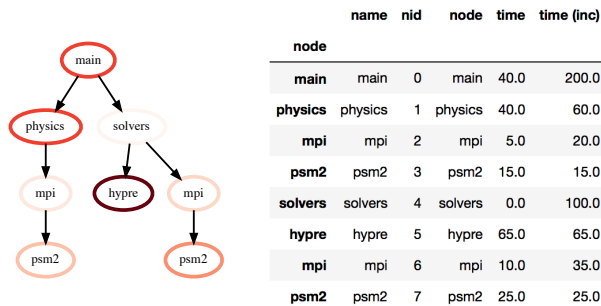 main
physics
solvers
mpi
hypre
mpi
psm2
psm2
name nid node time time (inc)
node
main main 0 main 40.0 200.0
physics physics 1 physics 40.0 60.0
mpi mpi 2 mpi 5.0 20.0
psm2 psm2 3 psm2 15.0 15.0
solvers solvers 4 solvers 0.0 100.0
hypre hypre 5 hypre 65.0 65.0
mpi mpi 6 mpi 10.0 35.0
psm2 psm2 7 psm2 25.0 25.0